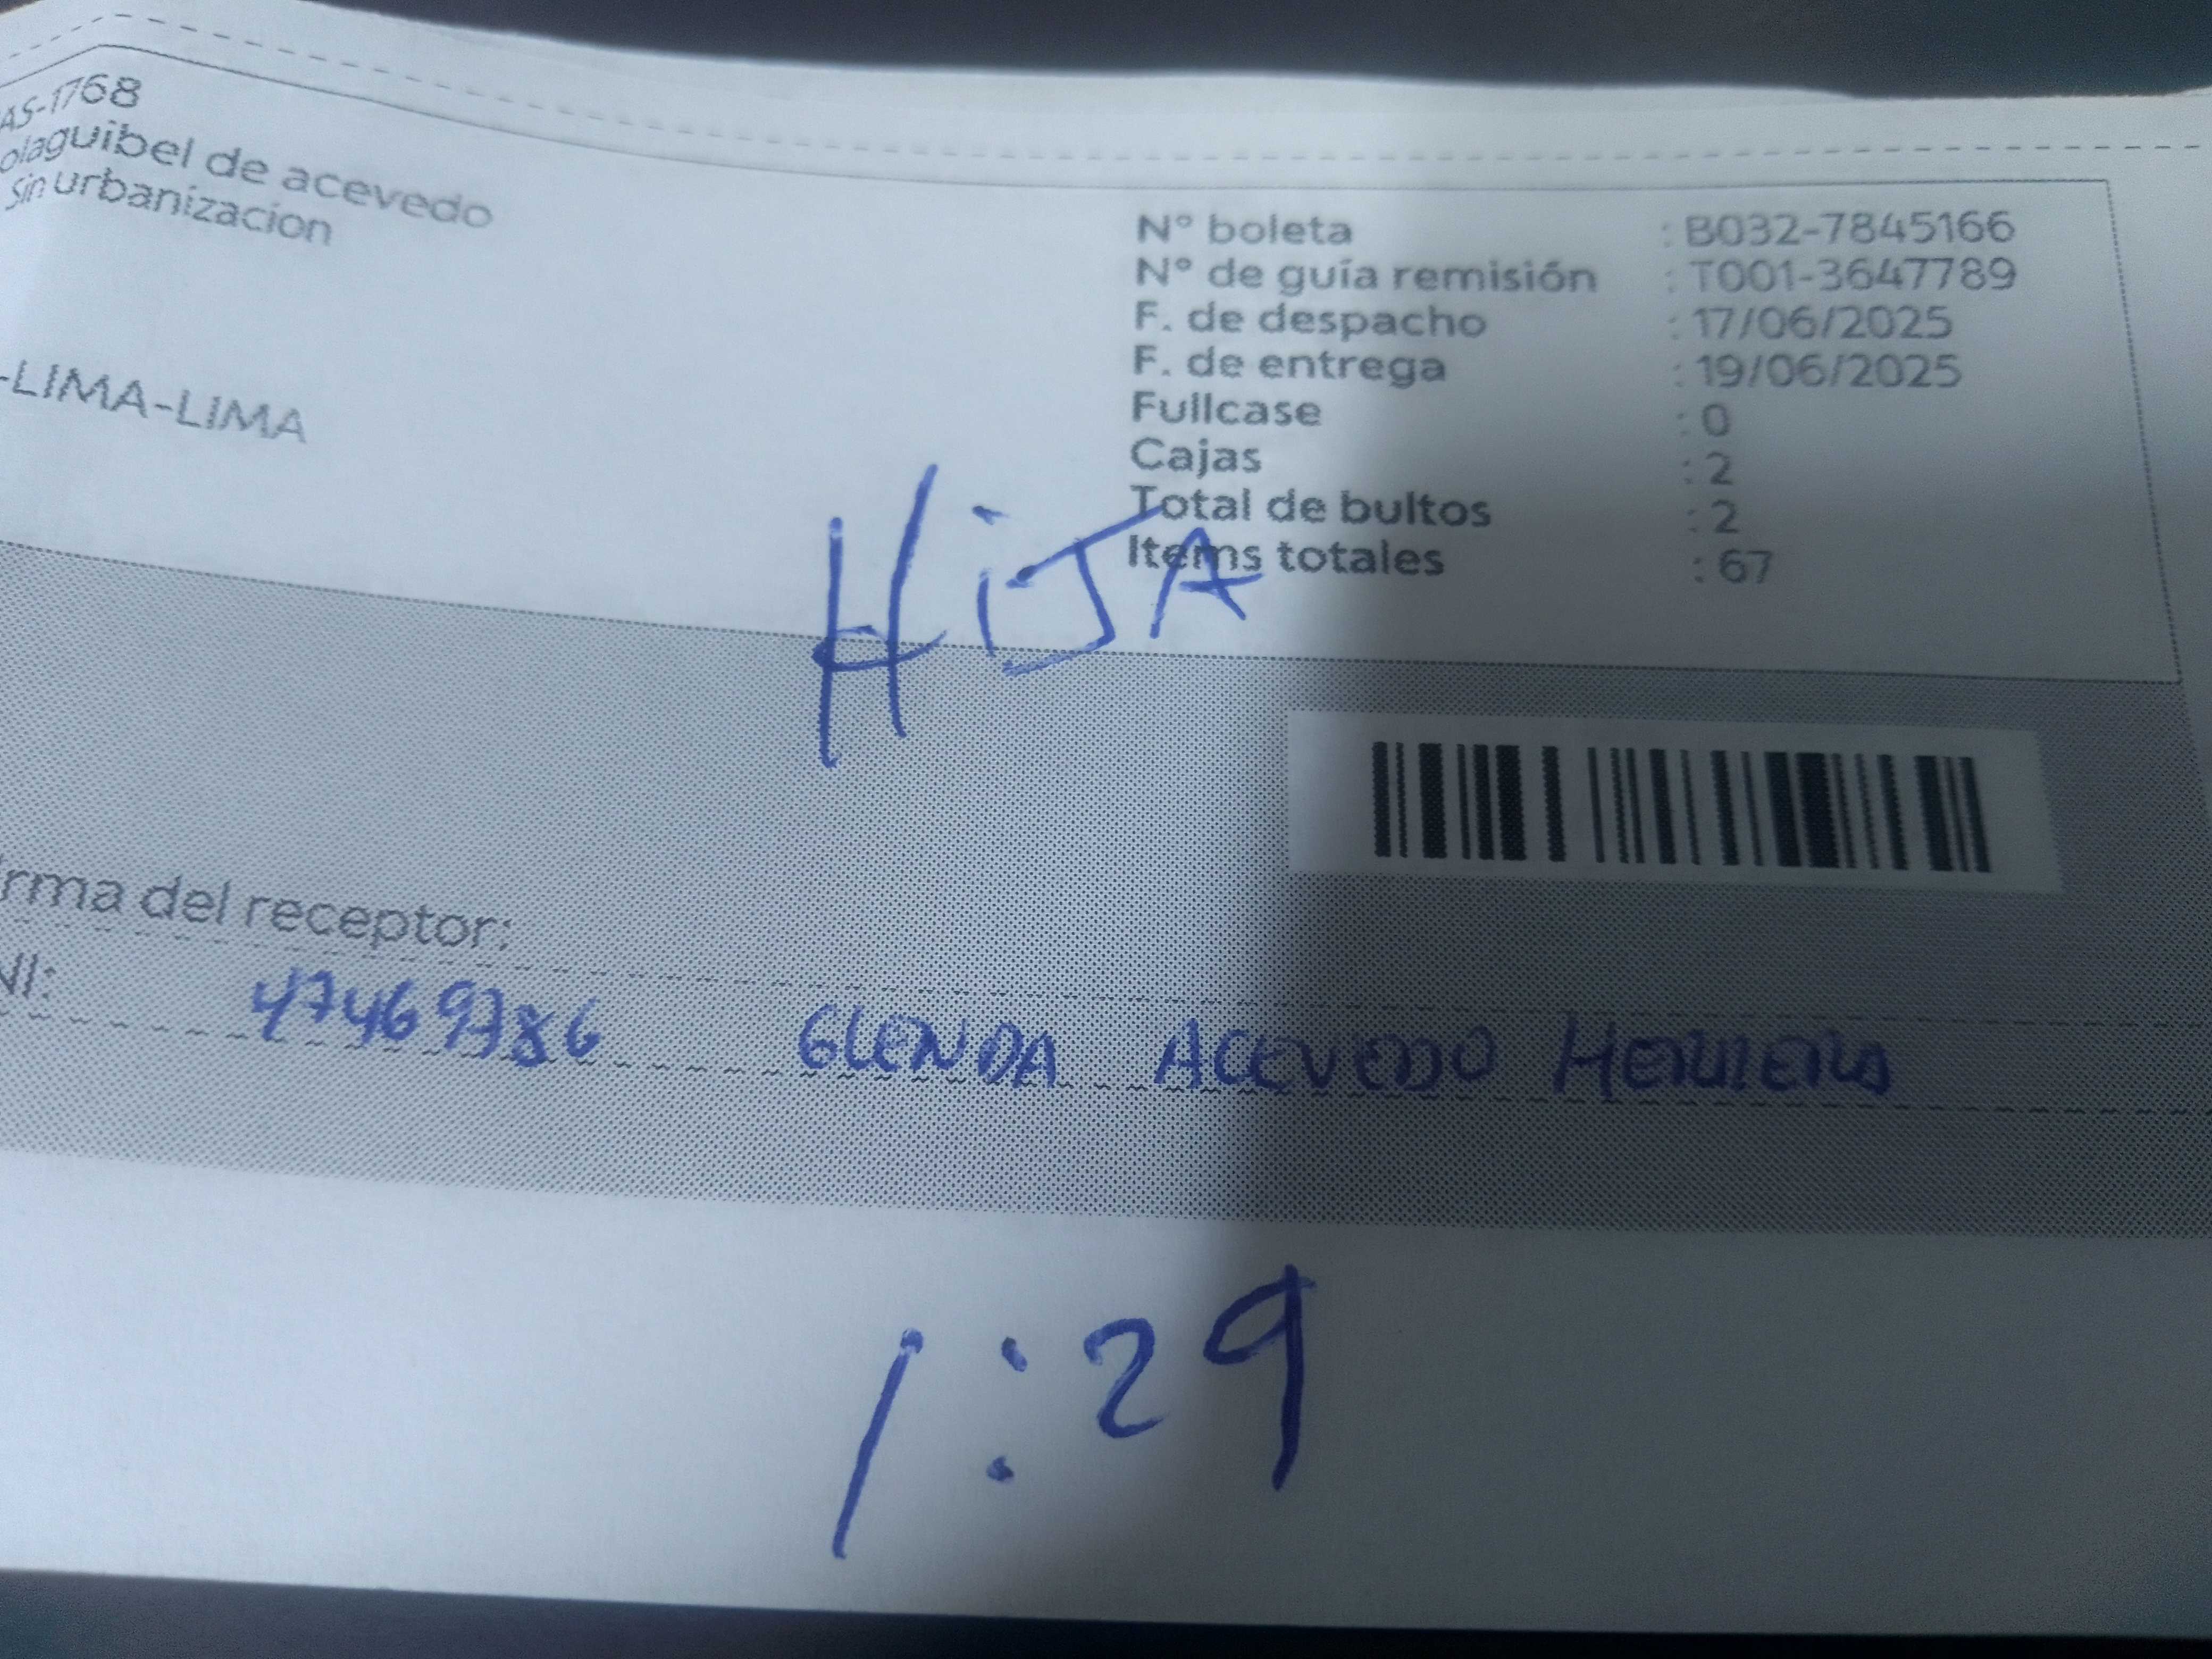 AS-1768
olaguibel de acevedo
Sin urbanizacion
-LIMA-LIMA
N° boleta : B032-7845166
N° de guía remisión : T001-3647789
F. de despacho : 17/06/2025
F. de entrega : 19/06/2025
Fullcase : 0
Cajas : 2
Total de bultos : 2
Items totales : 67
HiJA
irma del receptor:
NI: 47469786 GLENDA ACEVEDO HERRERA
1:29